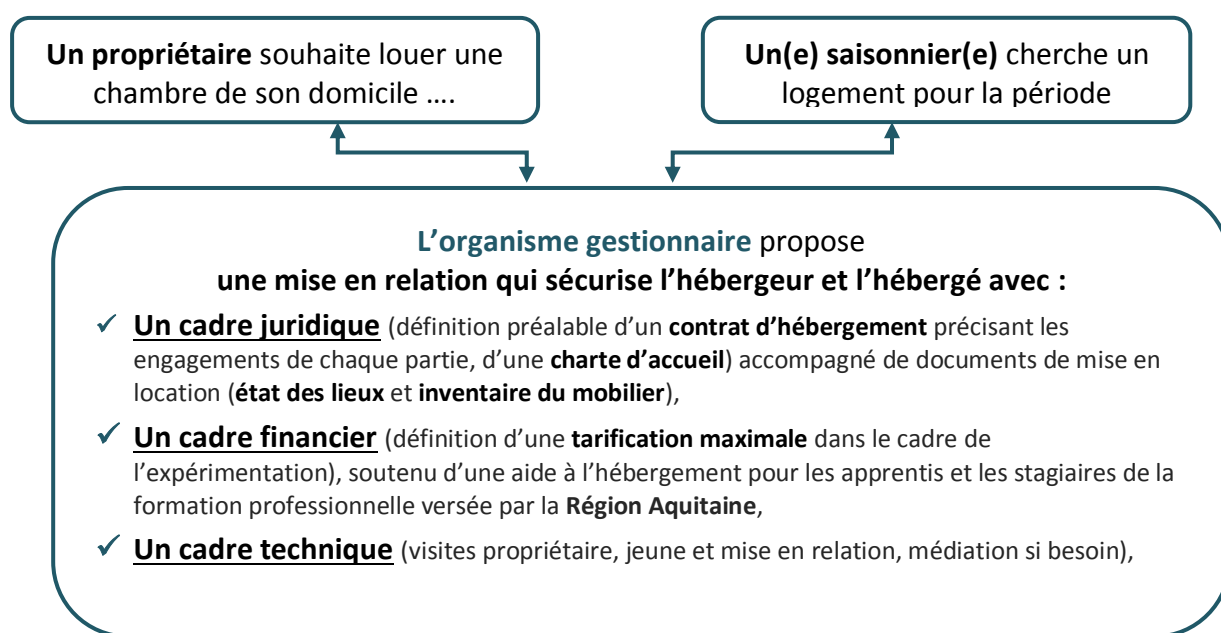 Un propriétaire souhaite louer une
chambre de son domicile ….
Un(e) saisonnier(e) cherche un
logement pour la période
L’organisme gestionnaire propose
une mise en relation qui sécurise l’hébergeur et l’hébergé avec :
✓ Un cadre juridique (définition préalable d’un contrat d’hébergement précisant les
engagements de chaque partie, d’une charte d’accueil) accompagné de documents de mise en
location (état des lieux et inventaire du mobilier),
✓ Un cadre financier (définition d’une tarification maximale dans le cadre de
l’expérimentation), soutenu d’une aide à l’hébergement pour les apprentis et les stagiaires de la
formation professionnelle versée par la Région Aquitaine,
✓ Un cadre technique (visites propriétaire, jeune et mise en relation, médiation si besoin),